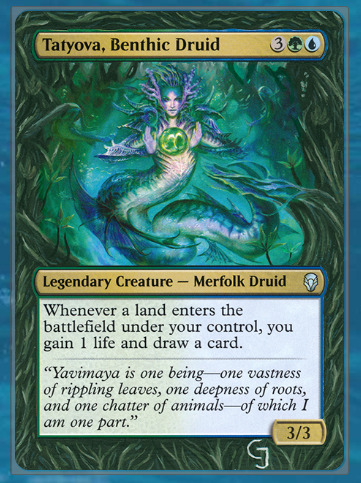 Tatyova, Benthic Druid 3
Legendary Creature — Merfolk Druid
Whenever a land enters the
battlefield under your control, you
gain 1 life and draw a card.
“Yavimaya is one being—one vastness
of rippling leaves, one deepness of roots,
and one chatter of animals—of which I
am one part.”
3/3